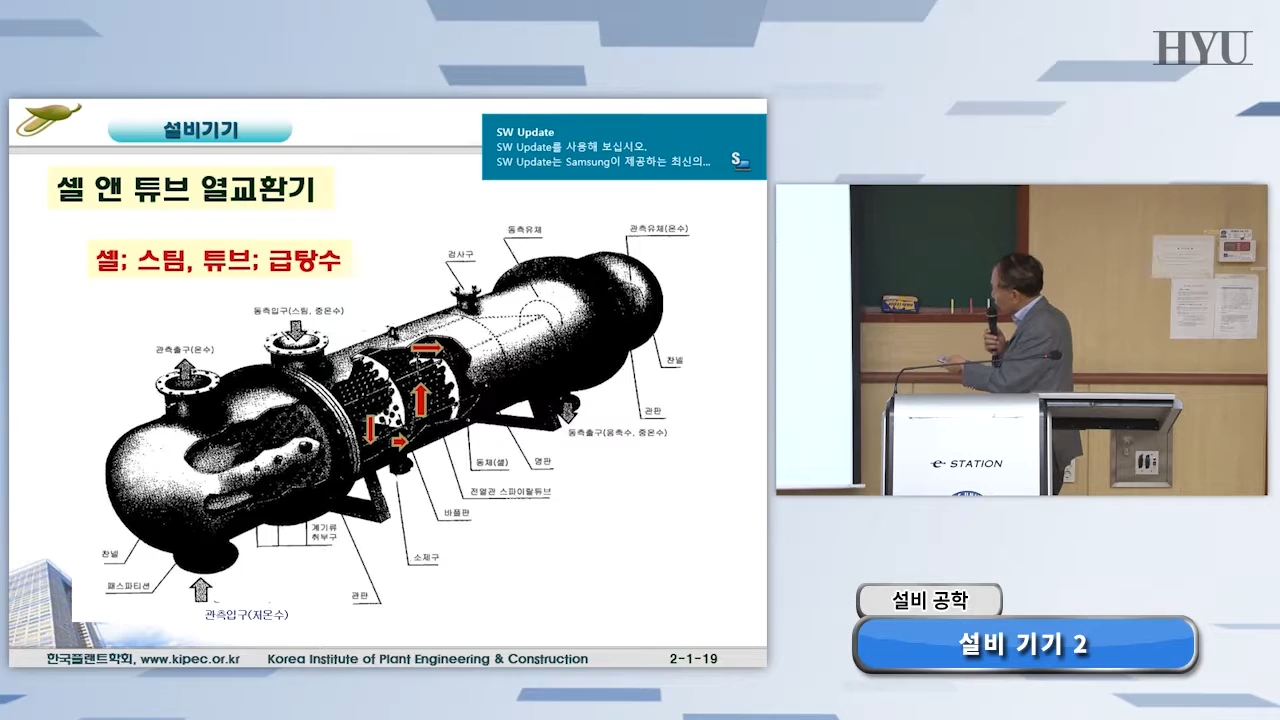 HYU
설비기기
SW Update
SW Update를 사용해 보십시오.
SW Update는 Samsung이 제공하는 최신의...
셸 앤 튜브 열교환기
셸; 스팀, 튜브; 급탕수
동측유체
관측유체(온수)
검사구
동측입구(스팀, 중온수)
관측출구(온수)
찬넬
관판
동측출구(응축수, 중온수)
동체(셸)
명판
전열관 스파이랄튜브
바플판
계기류
취부구
소제구
찬넬
패스파티션
관판
관측입구(저온수)
한국플랜트학회, www.kipec.or.kr
Korea Institute of Plant Engineering & Construction
2-1-19
e-STATION
설비 공학
설비 기기 2